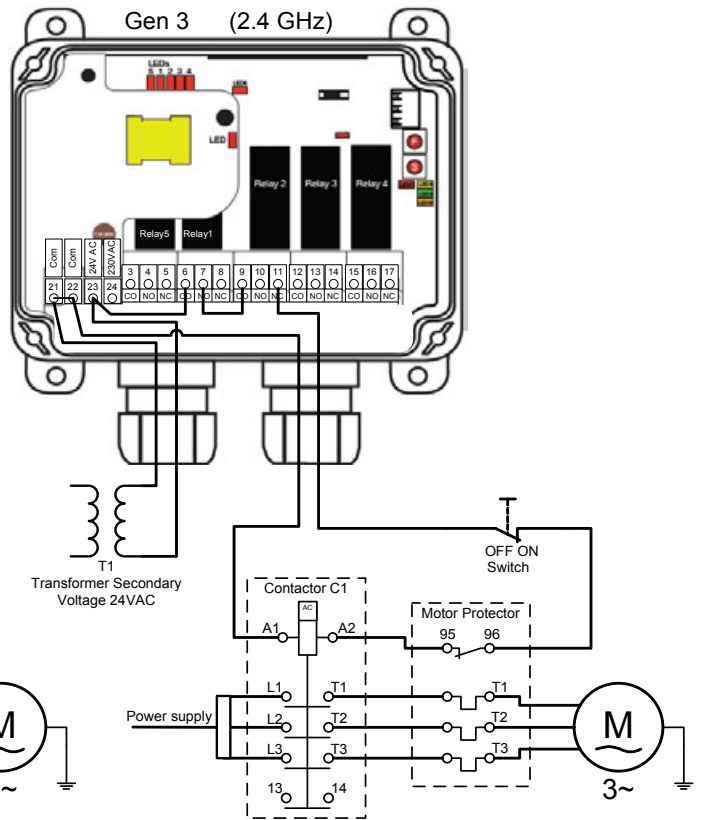 Gen 3 (2.4 GHz)
LEDs
5 1 2 3 4
LED
F
S
Relay 2 Relay 3 Relay 4
Relay5 Relay1
Com Com 24V AC 230VAC
21 22 23 24
3 4 5 6 7 8 9 10 11 12 13 14 15 16 17
CO NO NC CO NO NC CO NO NC CO NO NC CO NO NC
T1
Transformer Secondary
Voltage 24VAC
OFF ON
Switch
Contactor C1
AC
A1 A2
Motor Protector
95 96
Power supply
L1 T1 T1
L2 T2 T2
L3 T3 T3
13 14
M
3~
M
~